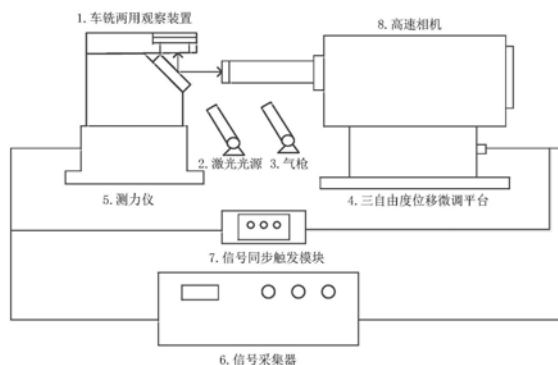 1.车铣两用观察装置
8.高速相机
2.激光光源
3.气枪
5.测力仪
4.三自由度位移微调平台
7.信号同步触发模块
6.信号采集器